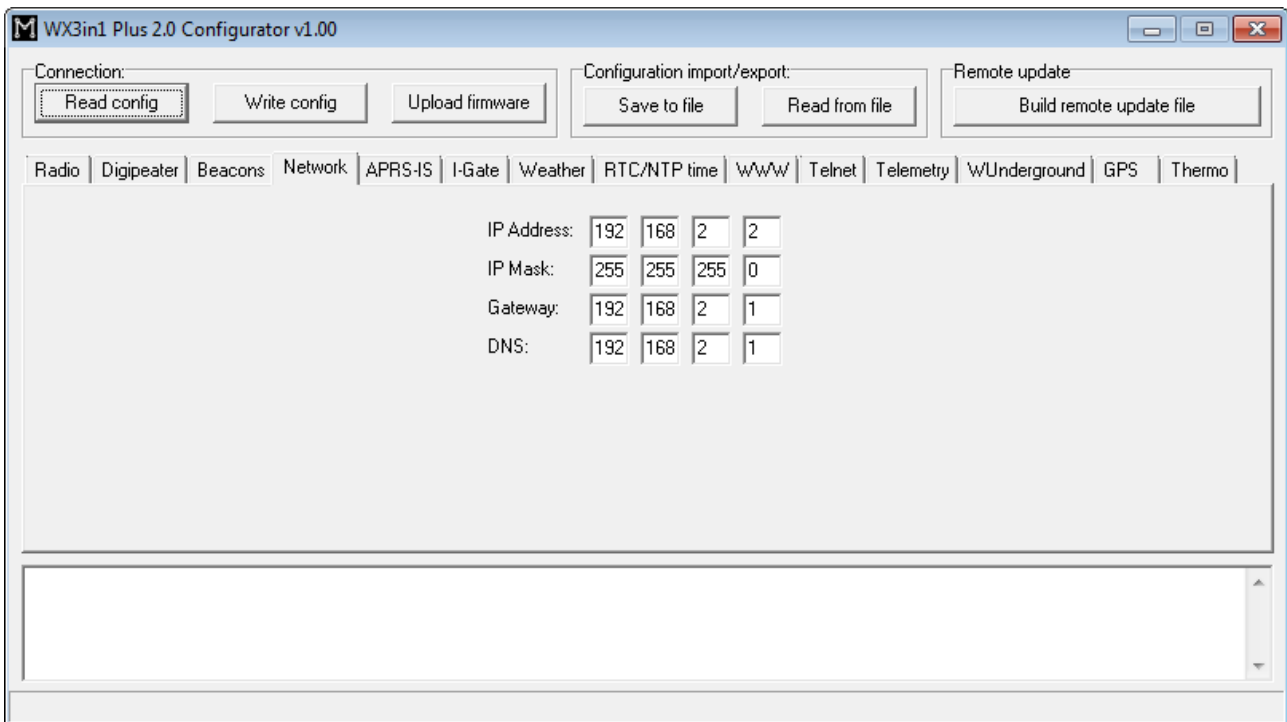 WX3in1 Plus 2.0 Configurator v1.00
Connection: Configuration import/export: Remote update
Read config Write config Upload firmware Save to file Read from file Build remote update file
Radio Digipeater Beacons Network APRS-IS I-Gate Weather RTC/NTP time WWW Telnet Telemetry WUnderground GPS Thermo
IP Address: 192 168 2 2
IP Mask: 255 255 255 0
Gateway: 192 168 2 1
DNS: 192 168 2 1